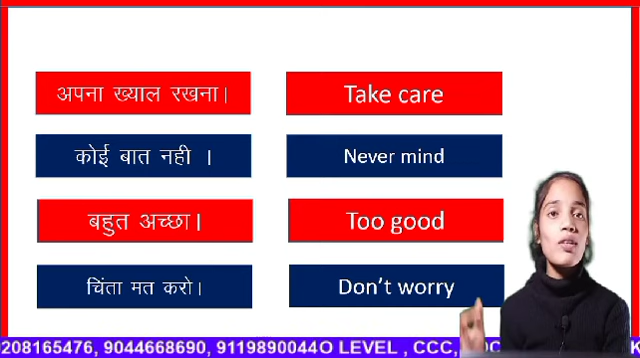 अपना ख्याल रखना।
Take care
कोई बात नही ।
Never mind
बहुत अच्छा।
Too good
चिंता मत करो।
Don't worry
0208165476, 9044668690, 9119890044O LEVEL , CCC,